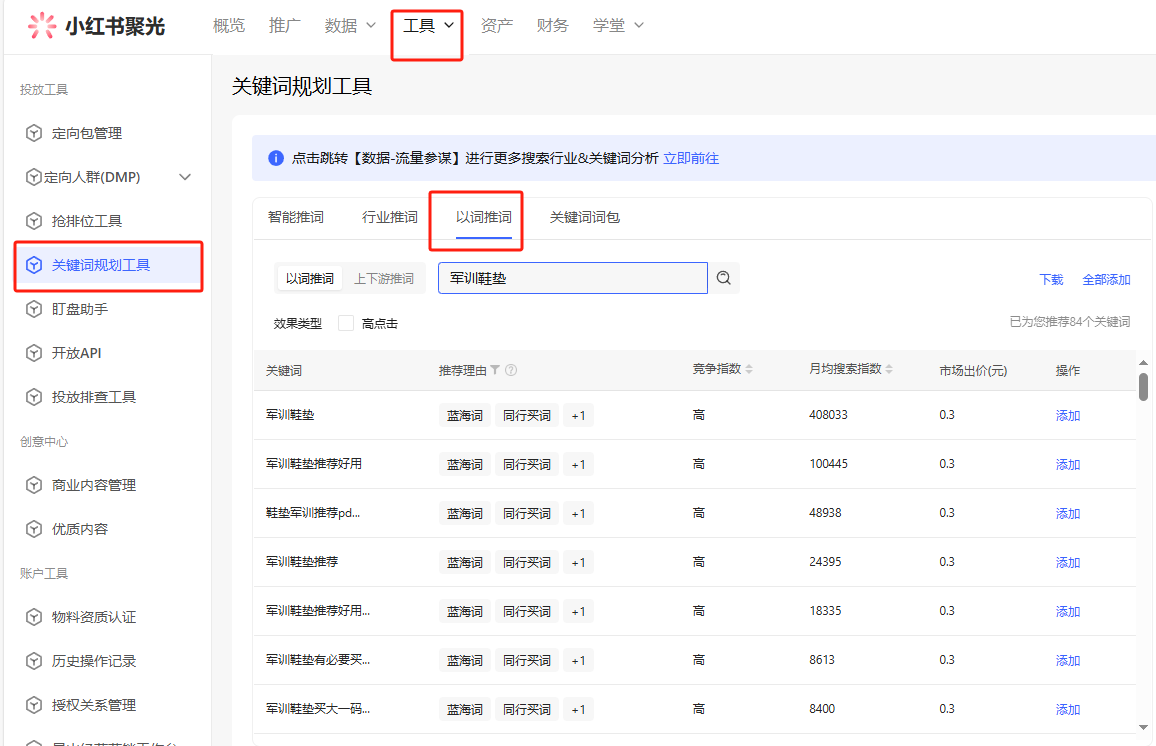 小红书聚光 概览 推广 数据 工具 资产 财务 学堂
投放工具
定向包管理
定向人群(DMP)
抢排位工具
关键词规划工具
盯盘助手
开放API
投放排查工具
创意中心
商业内容管理
优质内容
账户工具
物料资质认证
历史操作记录
授权关系管理
关键词规划工具
点击跳转【数据-流量参谋】进行更多搜索行业&关键词分析 立即前往
智能推词 行业推词 以词推词 关键词词包
以词推词 上下游推词 军训鞋垫 下载 全部添加
效果类型 高点击 已为您推荐84个关键词
关键词 推荐理由 竞争指数 月均搜索指数 市场出价(元) 操作
军训鞋垫 蓝海词 同行买词 +1 高 408033 0.3 添加
军训鞋垫推荐好用 蓝海词 同行买词 +1 高 100445 0.3 添加
鞋垫军训推荐pd... 蓝海词 同行买词 +1 高 48938 0.3 添加
军训鞋垫推荐 蓝海词 同行买词 +1 高 24395 0.3 添加
军训鞋垫推荐好用... 蓝海词 同行买词 +1 高 18335 0.3 添加
军训鞋垫有必要买... 蓝海词 同行买词 +1 高 8613 0.3 添加
军训鞋垫买大一码... 蓝海词 同行买词 +1 高 8400 0.3 添加